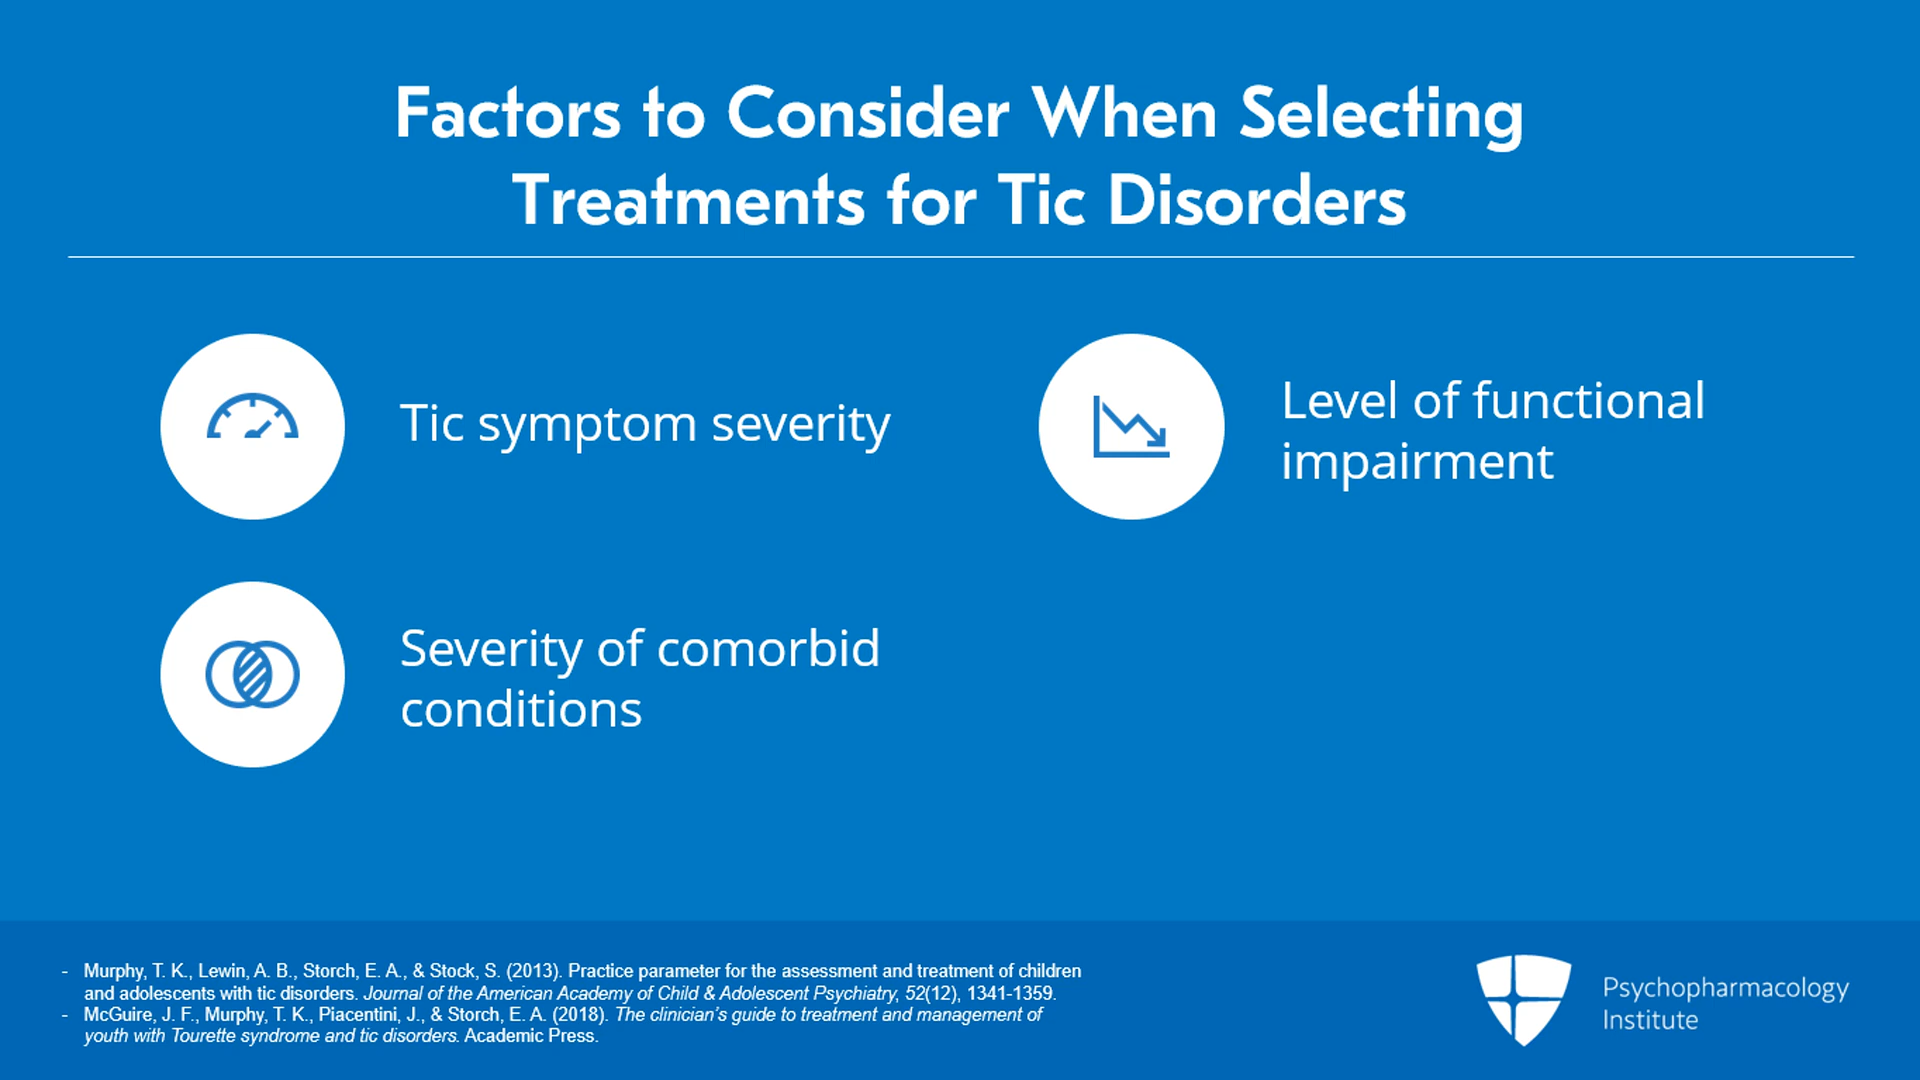 Factors to Consider When Selecting
Treatments for Tic Disorders
Tic symptom severity
Level of functional
impairment
Severity of comorbid
conditions
- Murphy, T. K., Lewin, A. B., Storch, E. A., & Stock, S. (2013). Practice parameter for the assessment and treatment of children
and adolescents with tic disorders. Journal of the American Academy of Child & Adolescent Psychiatry, 52(12), 1341-1359.
- McGuire, J. F., Murphy, T. K., Piacentini, J., & Storch, E. A. (2018). The clinician’s guide to treatment and management of
youth with Tourette syndrome and tic disorders. Academic Press.
Psychopharmacology
Institute